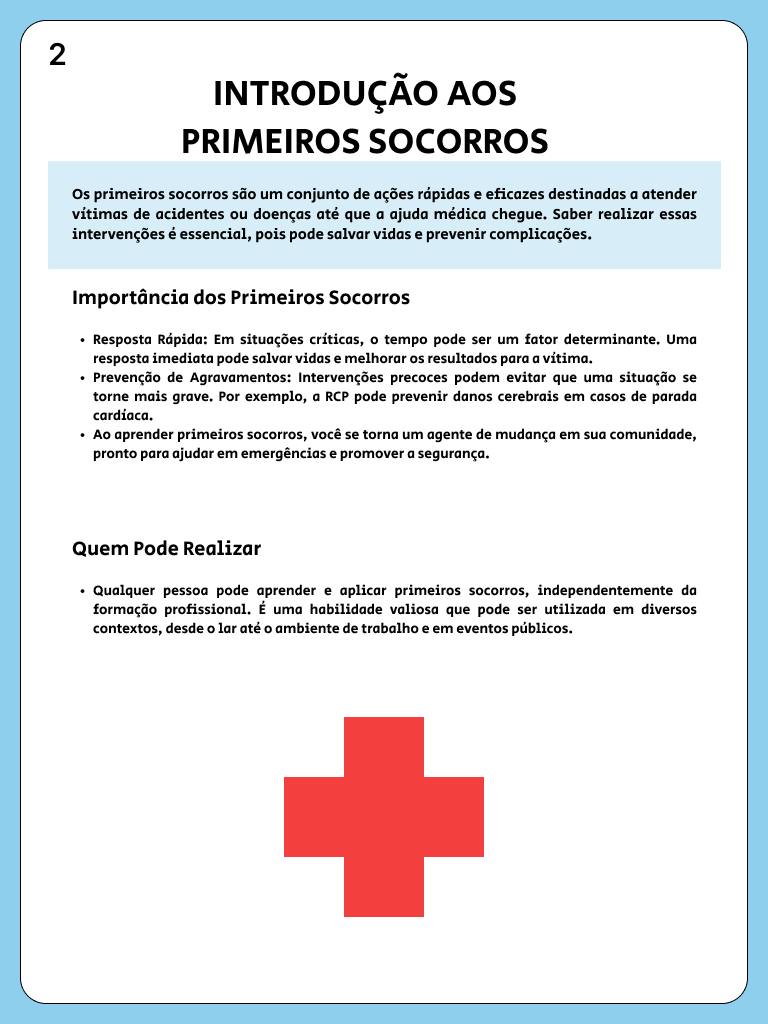 2
INTRODUÇÃO AOS
PRIMEIROS SOCORROS
Os primeiros socorros são um conjunto de ações rápidas e eficazes destinadas a atender
vítimas de acidentes ou doenças até que a ajuda médica chegue. Saber realizar essas
intervenções é essencial, pois pode salvar vidas e prevenir complicações.
Importância dos Primeiros Socorros
• Resposta Rápida: Em situações críticas, o tempo pode ser um fator determinante. Uma
resposta imediata pode salvar vidas e melhorar os resultados para a vítima.
• Prevenção de Agravamentos: Intervenções precoces podem evitar que uma situação se
torne mais grave. Por exemplo, a RCP pode prevenir danos cerebrais em casos de parada
cardíaca.
• Ao aprender primeiros socorros, você se torna um agente de mudança em sua comunidade,
pronto para ajudar em emergências e promover a segurança.
Quem Pode Realizar
• Qualquer pessoa pode aprender e aplicar primeiros socorros, independentemente da
formação profissional. É uma habilidade valiosa que pode ser utilizada em diversos
contextos, desde o lar até o ambiente de trabalho e em eventos públicos.